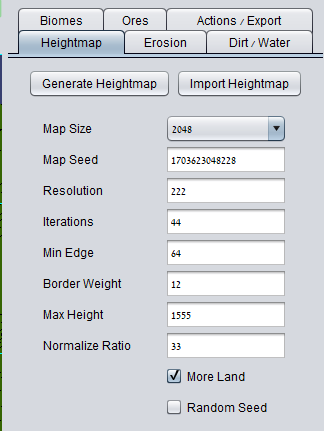 Biomes Ores Actions / Export
Heightmap Erosion Dirt / Water
Generate Heightmap Import Heightmap
Map Size 2048
Map Seed 1703623048228
Resolution 222
Iterations 44
Min Edge 64
Border Weight 12
Max Height 1555
Normalize Ratio 33
More Land
Random Seed